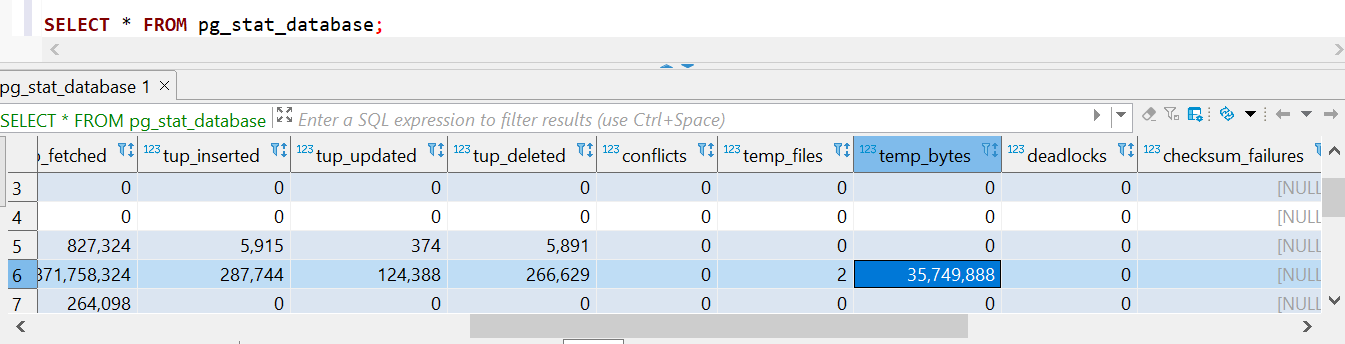 SELECT * FROM pg_stat_database;
pg_stat_database 1
SELECT * FROM pg_stat_database Enter a SQL expression to filter results (use Ctrl+Space)
o_fetched 123 tup_inserted 123 tup_updated 123 tup_deleted 123 conflicts 123 temp_files 123 temp_bytes 123 deadlocks 123 checksum_failures
3 0 0 0 0 0 0 0 0 [NULL
4 0 0 0 0 0 0 0 0 [NULL
5 827,324 5,915 374 5,891 0 0 0 0 [NULL
6 371,758,324 287,744 124,388 266,629 0 2 35,749,888 0 [NULL
7 264,098 0 0 0 0 0 0 0 [NULL